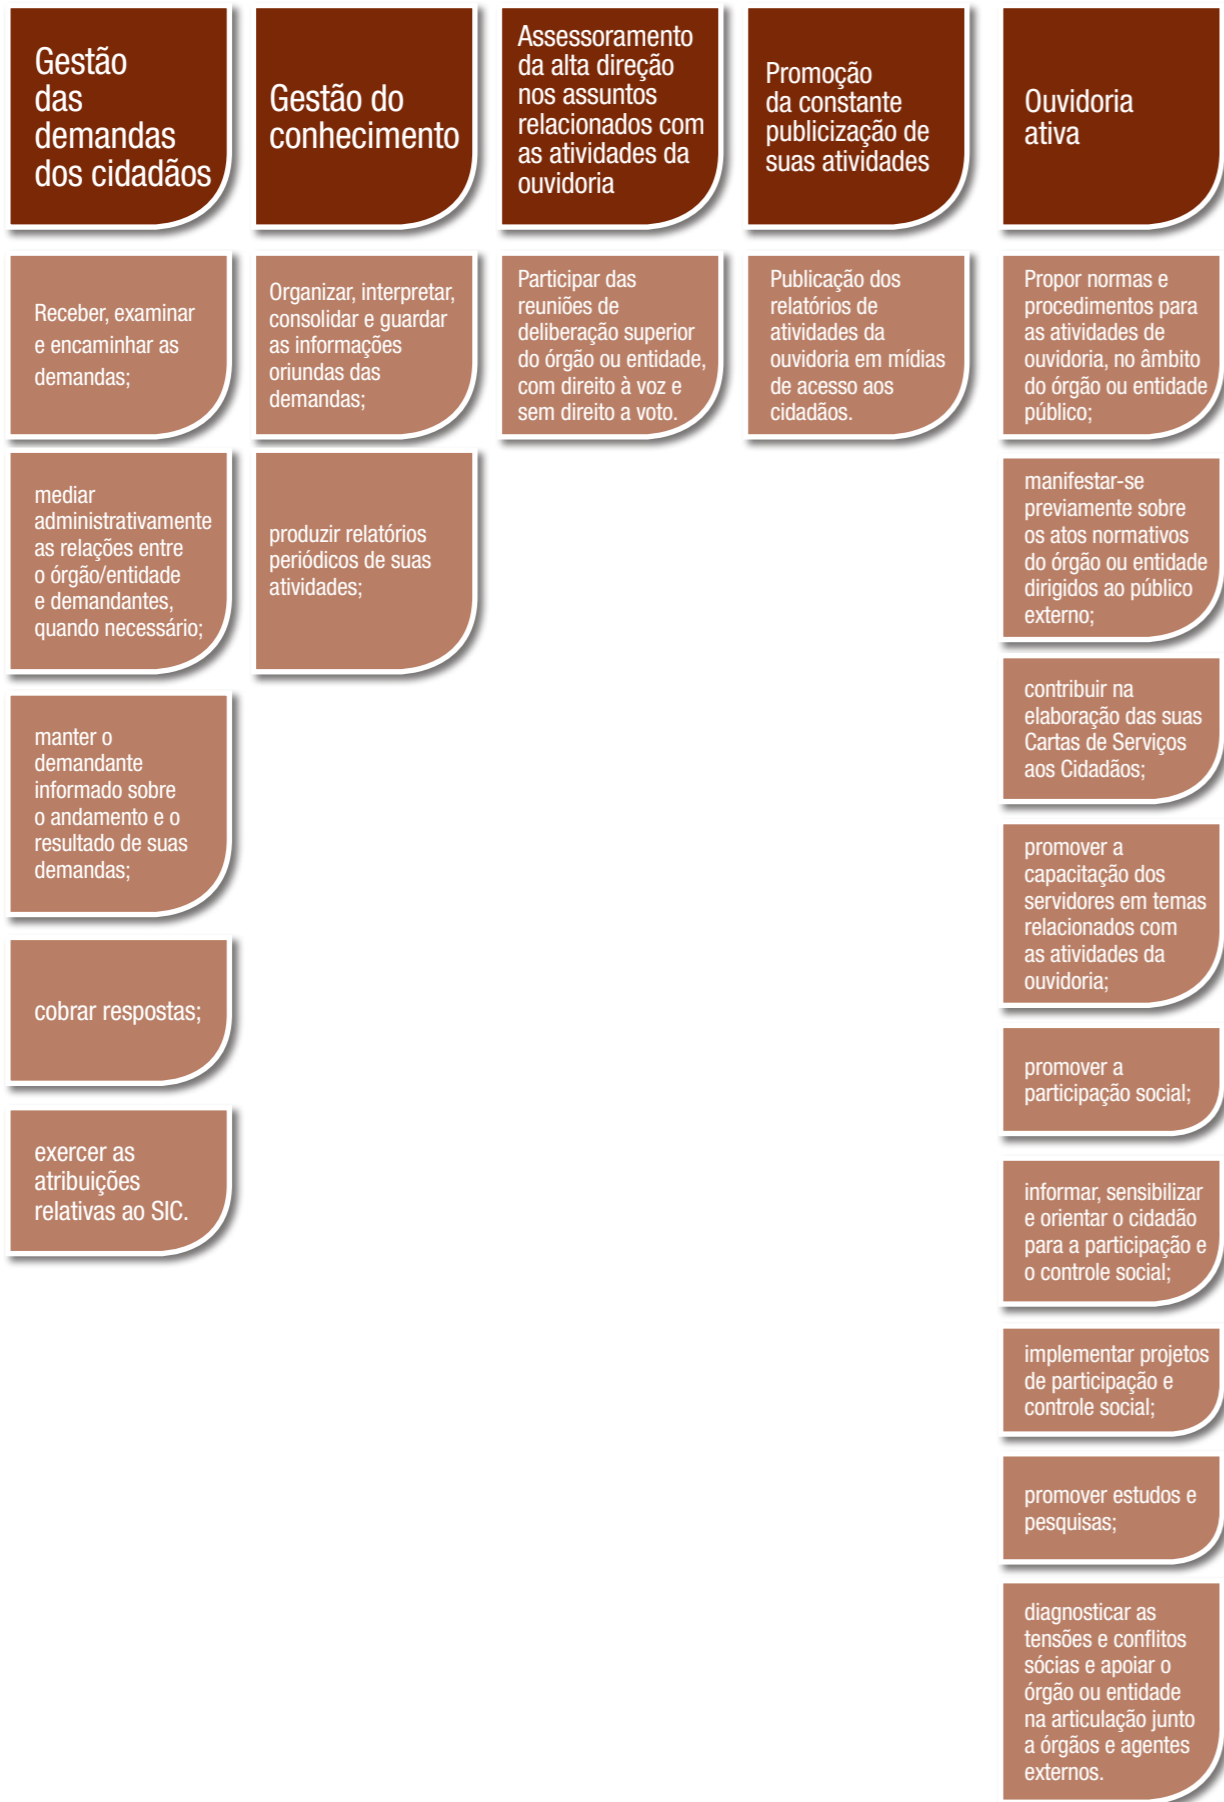 Gestão
das
demandas
dos cidadãos
Receber, examinar
e encaminhar as
demandas;
mediar
administrativamente
as relações entre
o órgão/entidade
e demandantes,
quando necessário;
manter o
demandante
informado sobre
o andamento e o
resultado de suas
demandas;
cobrar respostas;
exercer as
atribuições
relativas ao SIC.
Gestão do
conhecimento
Organizar, interpretar,
consolidar e guardar
as informações
oriundas das
demandas;
produzir relatórios
periódicos de suas
atividades;
Assessoramento
da alta direção
nos assuntos
relacionados com
as atividades da
ouvidoria
Participar das
reuniões de
deliberação superior
do órgão ou entidade,
com direito à voz e
sem direito a voto.
Promoção
da constante
publicização de
suas atividades
Publicação dos
relatórios de
atividades da
ouvidoria em mídias
de acesso aos
cidadãos.
Ouvidoria
ativa
Propor normas e
procedimentos para
as atividades de
ouvidoria, no âmbito
do órgão ou entidade
público;
manifestar-se
previamente sobre
os atos normativos
do órgão ou entidade
dirigidos ao público
externo;
contribuir na
elaboração das suas
Cartas de Serviços
aos Cidadãos;
promover a
capacitação dos
servidores em temas
relacionados com
as atividades da
ouvidoria;
promover a
participação social;
informar, sensibilizar
e orientar o cidadão
para a participação e
o controle social;
implementar projetos
de participação e
controle social;
promover estudos e
pesquisas;
diagnosticar as
tensões e conflitos
sócias e apoiar o
órgão ou entidade
na articulação junto
a órgãos e agentes
externos.